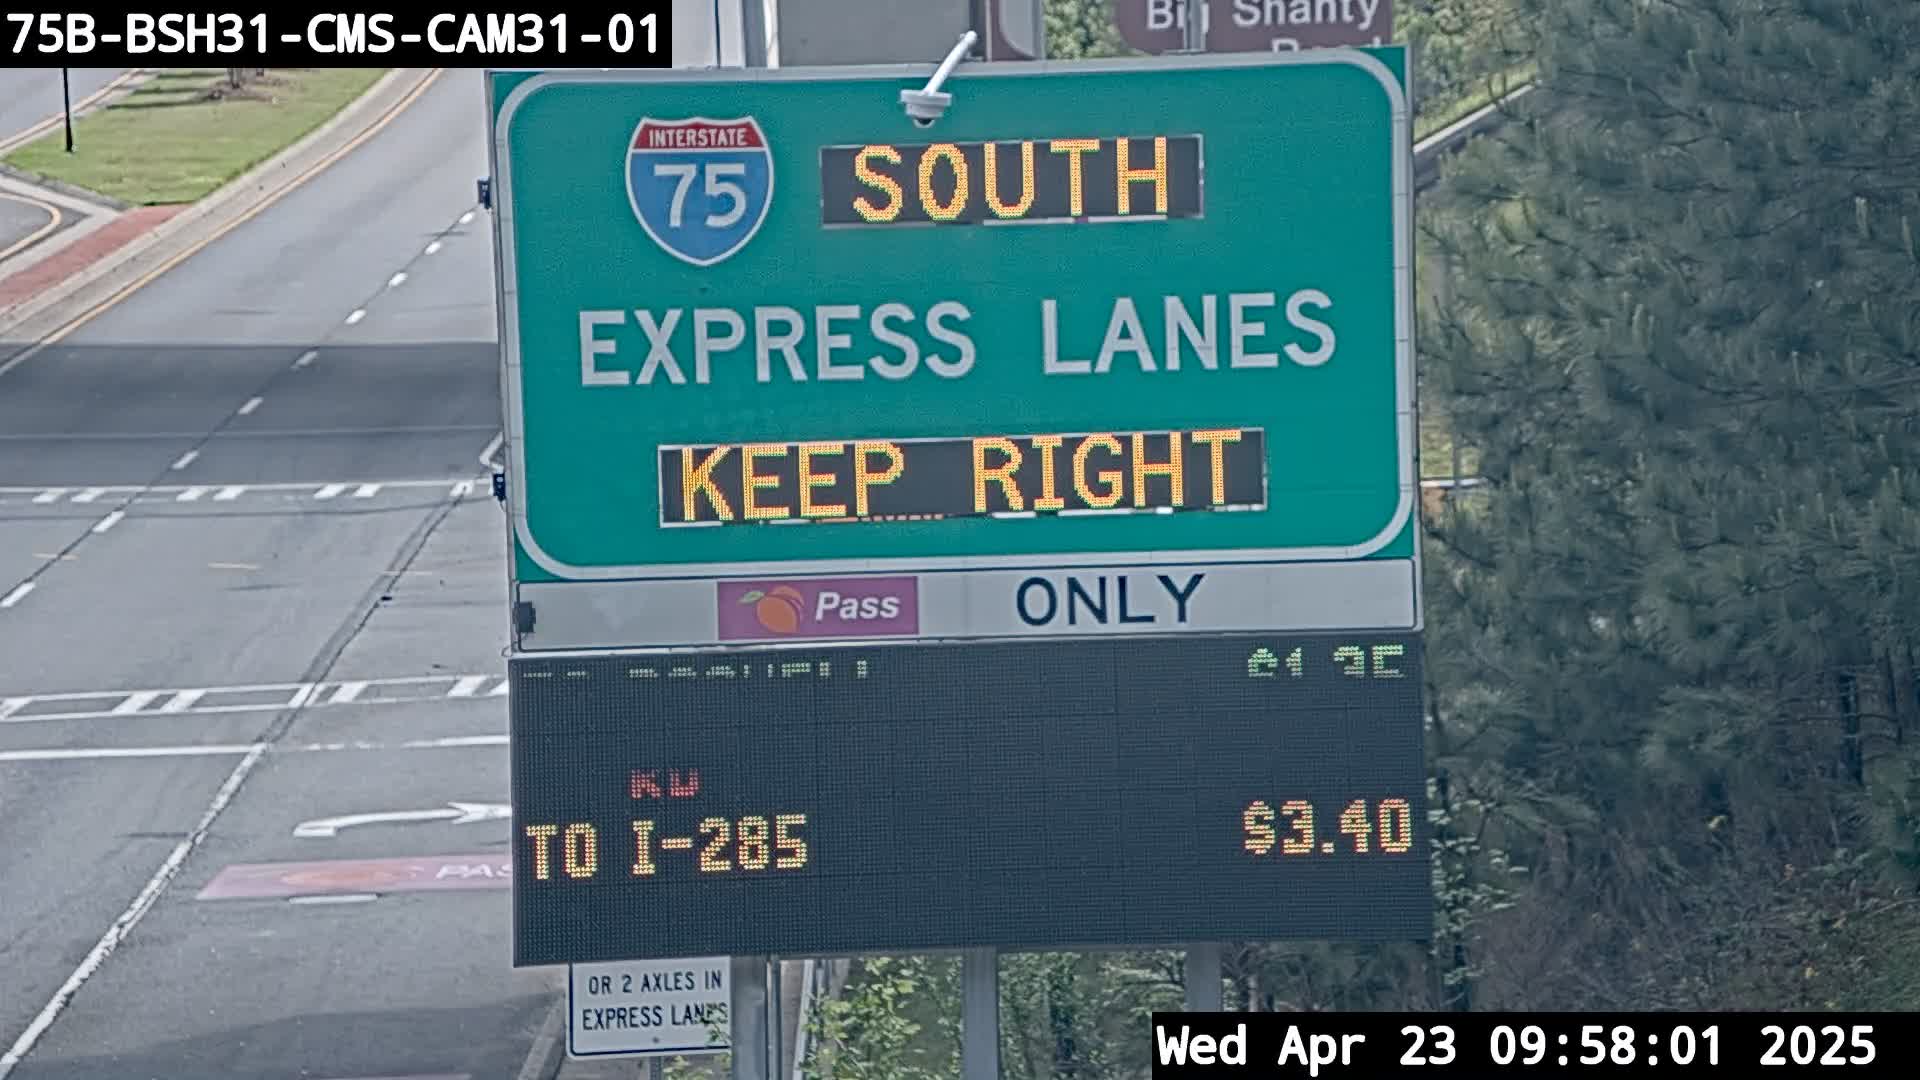 75B-BSH31-CMS-CAM31-01
Big Shanty
INTERSTATE
75
SOUTH
EXPRESS LANES
KEEP RIGHT
Pass
ONLY
TO I-285 $3.40
OR 2 AXLES IN
EXPRESS LANES
Wed Apr 23 09:58:01 2025